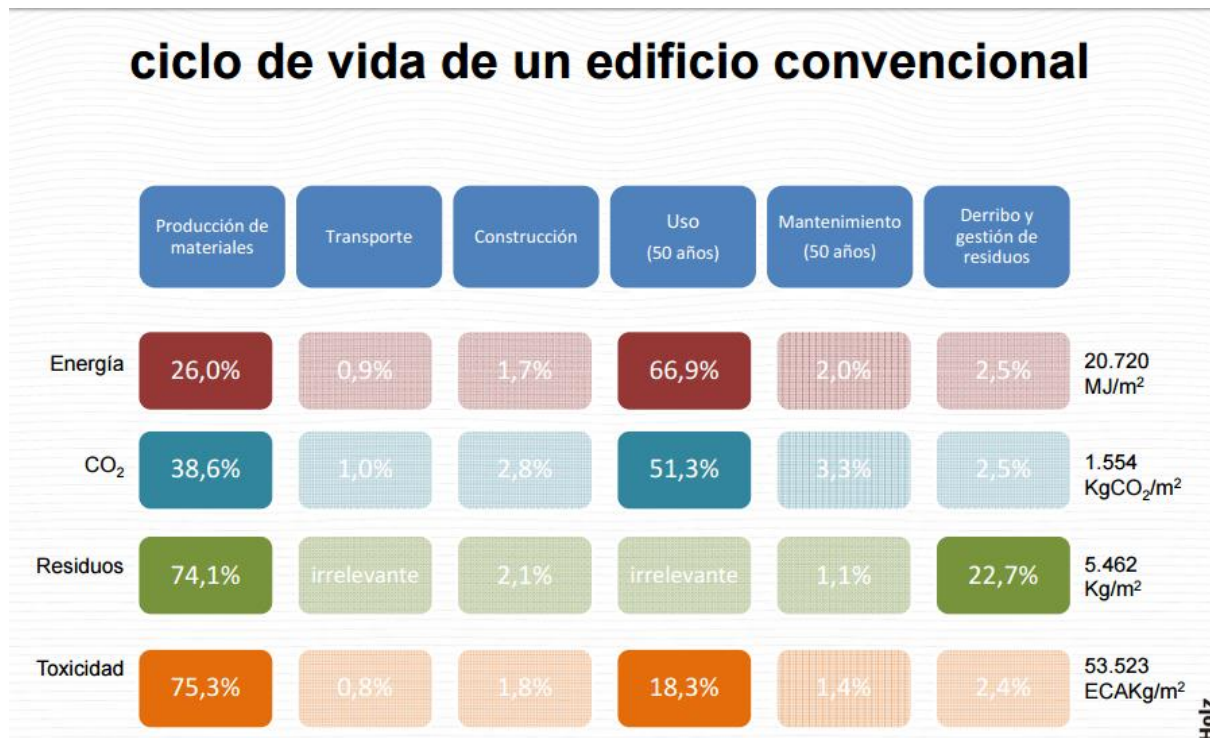 ciclo de vida de un edificio convencional
Producción de
materiales
Transporte
Construcción
Uso
(50 años)
Mantenimiento
(50 años)
Derribo y
gestión de
residuos
Energía
26,0%
0,9%
1,7%
66,9%
2,0%
2,5%
20.720
MJ/m²
CO₂
38,6%
1,0%
2,8%
51,3%
3,3%
2,5%
1.554
KgCO₂/m²
Residuos
74,1%
irrelevante
2,1%
irrelevante
1,1%
22,7%
5.462
Kg/m²
Toxicidad
75,3%
0,8%
1,8%
18,3%
1,4%
2,4%
53.523
ECAKg/m²
Holz